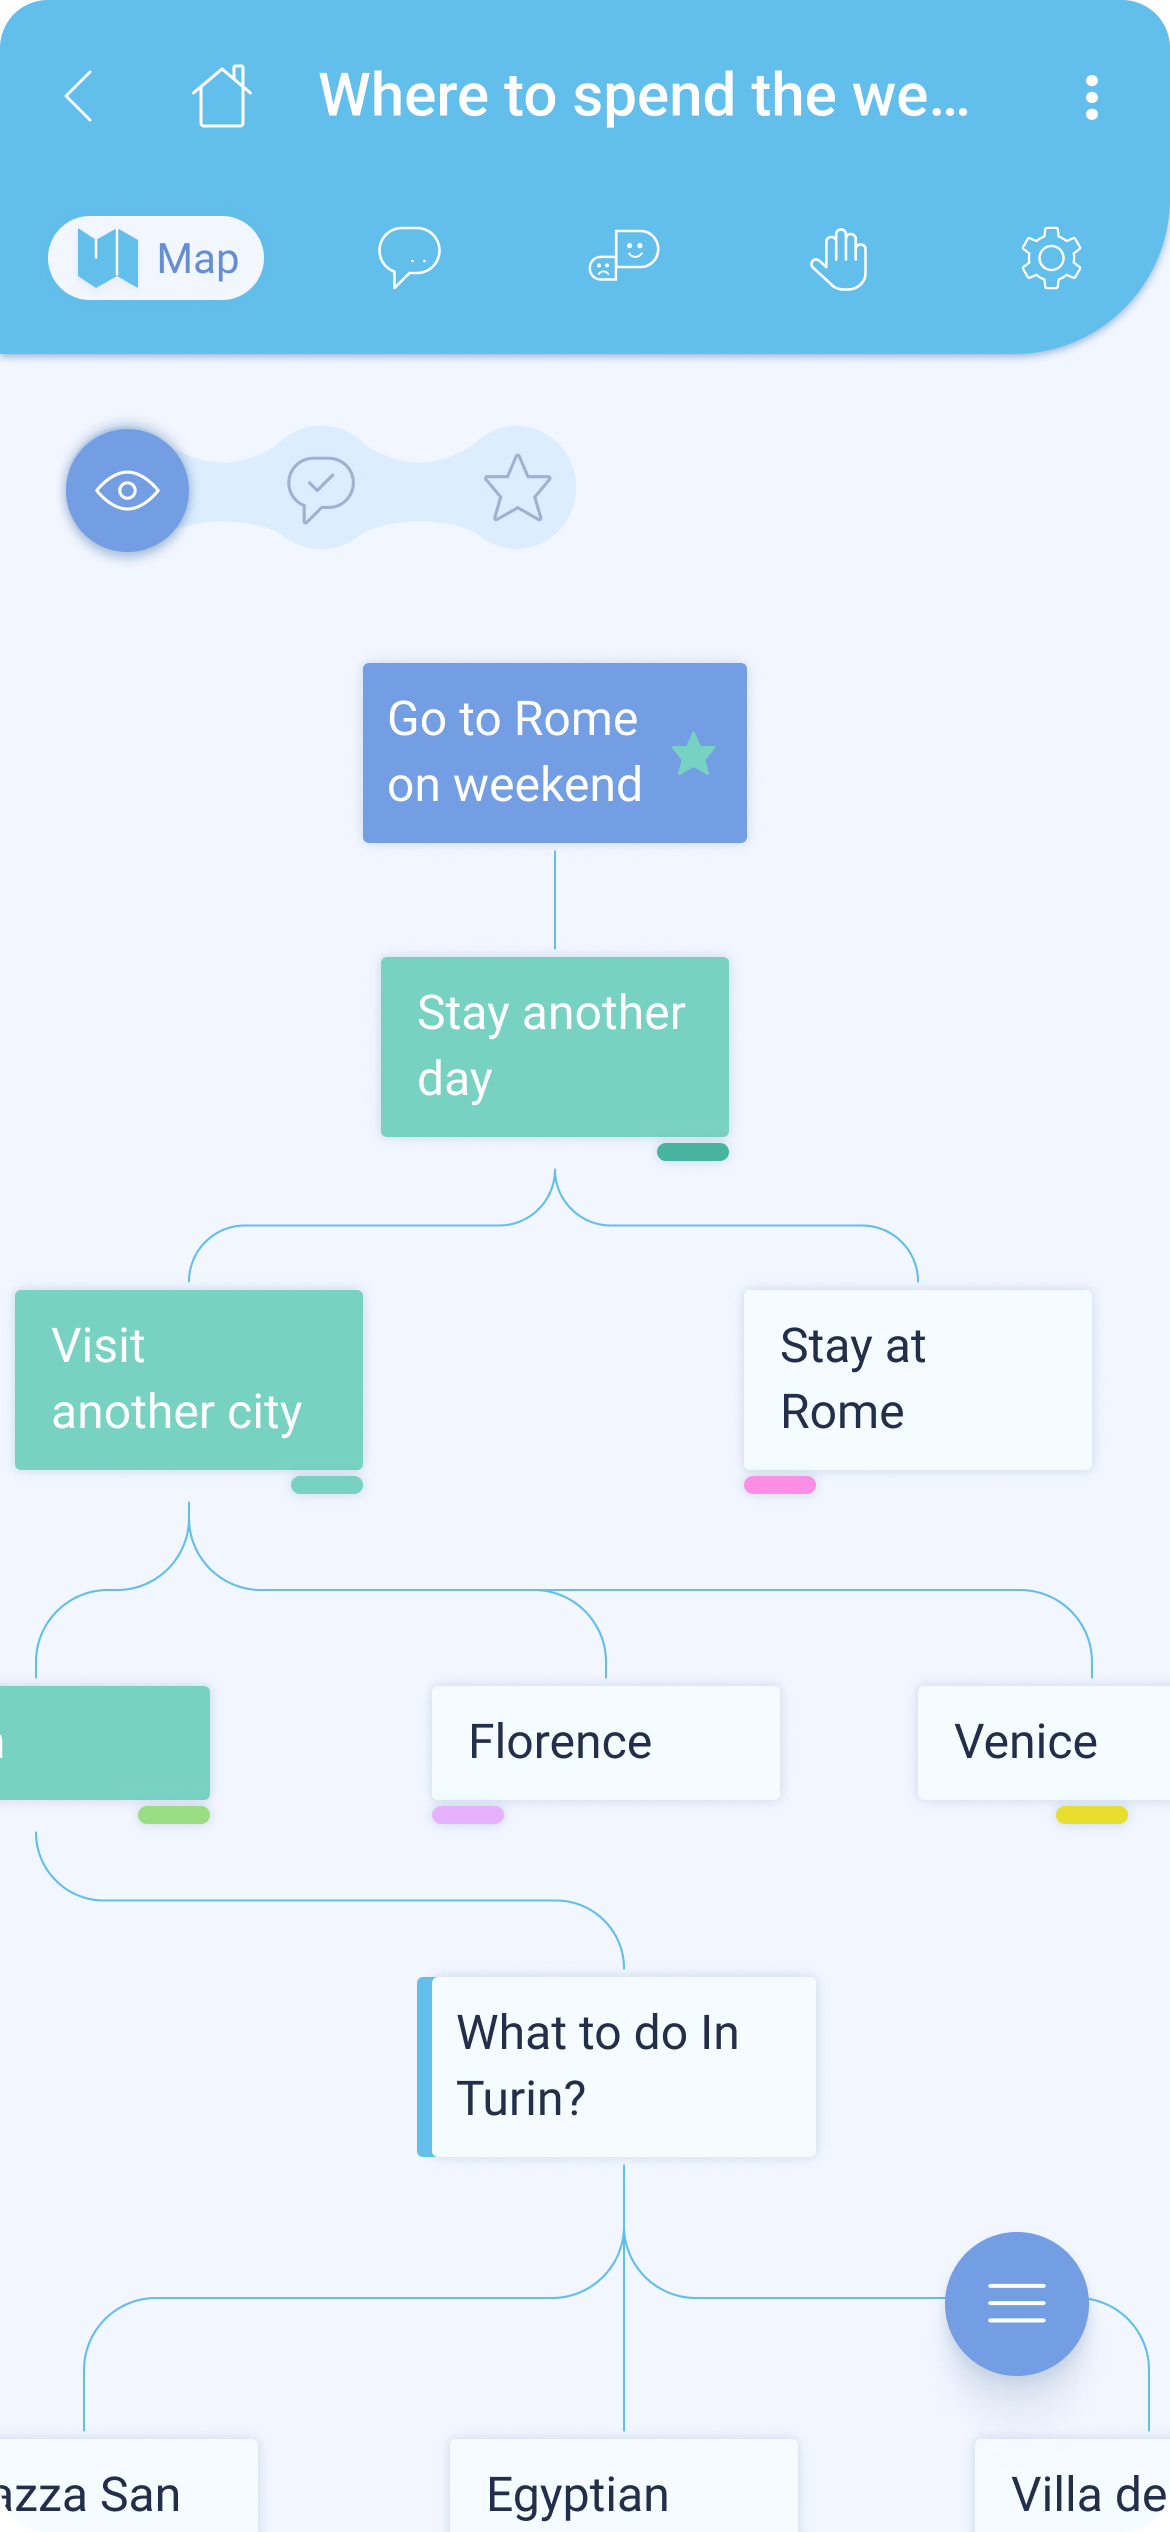 Where to spend the we...
Map
Go to Rome
on weekend
Stay another
day
Visit
another city
Stay at
Rome
Florence
Venice
What to do In
Turin?
San
Egyptian
Villa de